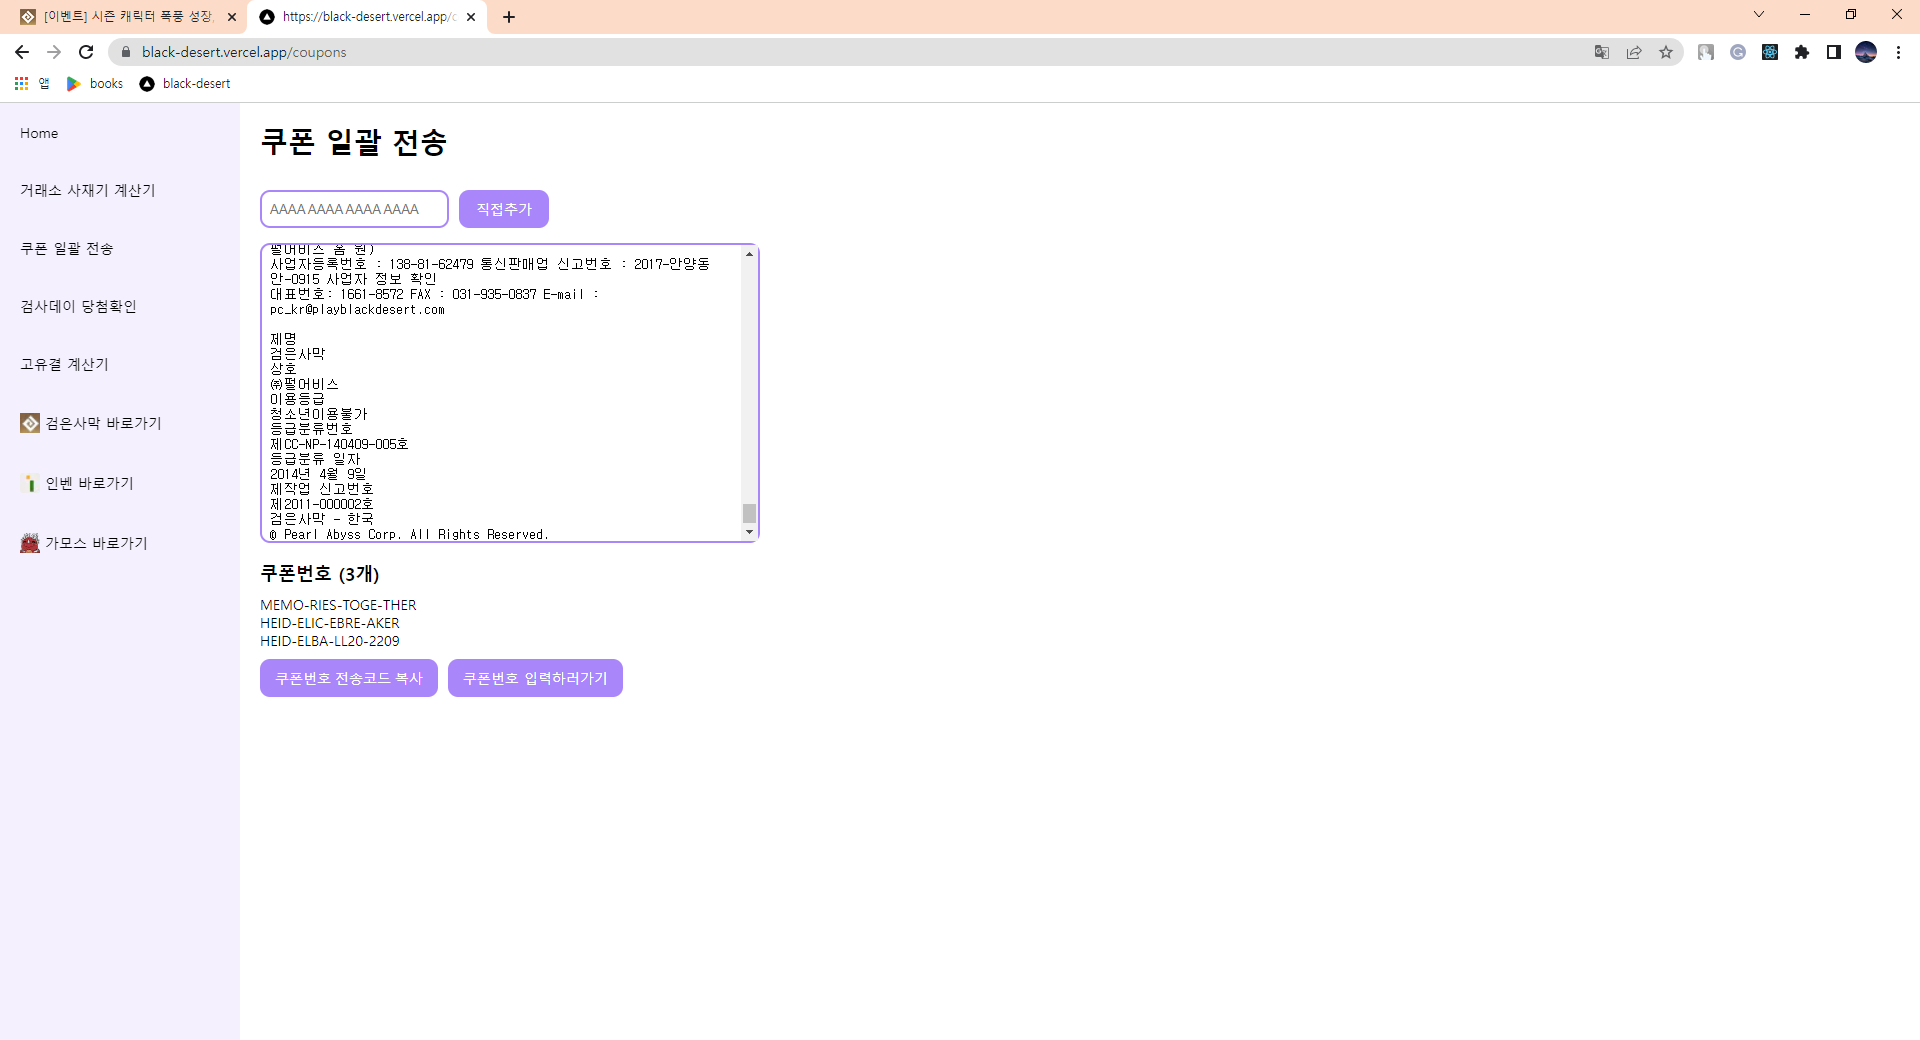 [이벤트] 시즌 캐릭터 폭풍 성장,
https://black-desert.vercel.app/c
black-desert.vercel.app/coupons
앱
books
black-desert
Home
거래소 사재기 계산기
쿠폰 일괄 전송
검사데이 당첨확인
고유결 계산기
검은사막 바로가기
인벤 바로가기
가모스 바로가기
쿠폰 일괄 전송
AAAA AAAA AAAA AAAA
직접추가
펄어비스 홈 원)
사업자등록번호 : 138-81-62479 통신판매업 신고번호 : 2017-안양동
안-0915 사업자 정보 확인
대표번호: 1661-8572 FAX : 031-935-0837 E-mail :
pc_kr@playblackdesert.com
제명
검은사막
상호
㈜펄어비스
이용등급
청소년이용불가
등급분류번호
제CC-NP-140409-005호
등급분류 일자
2014년 4월 9일
제작업 신고번호
제2011-000002호
검은사막 - 한국
© Pearl Abyss Corp. All Rights Reserved.
쿠폰번호 (3개)
MEMO-RIES-TOGE-THER
HEID-ELIC-EBRE-AKER
HEID-ELBA-LL20-2209
쿠폰번호 전송코드 복사
쿠폰번호 입력하러가기